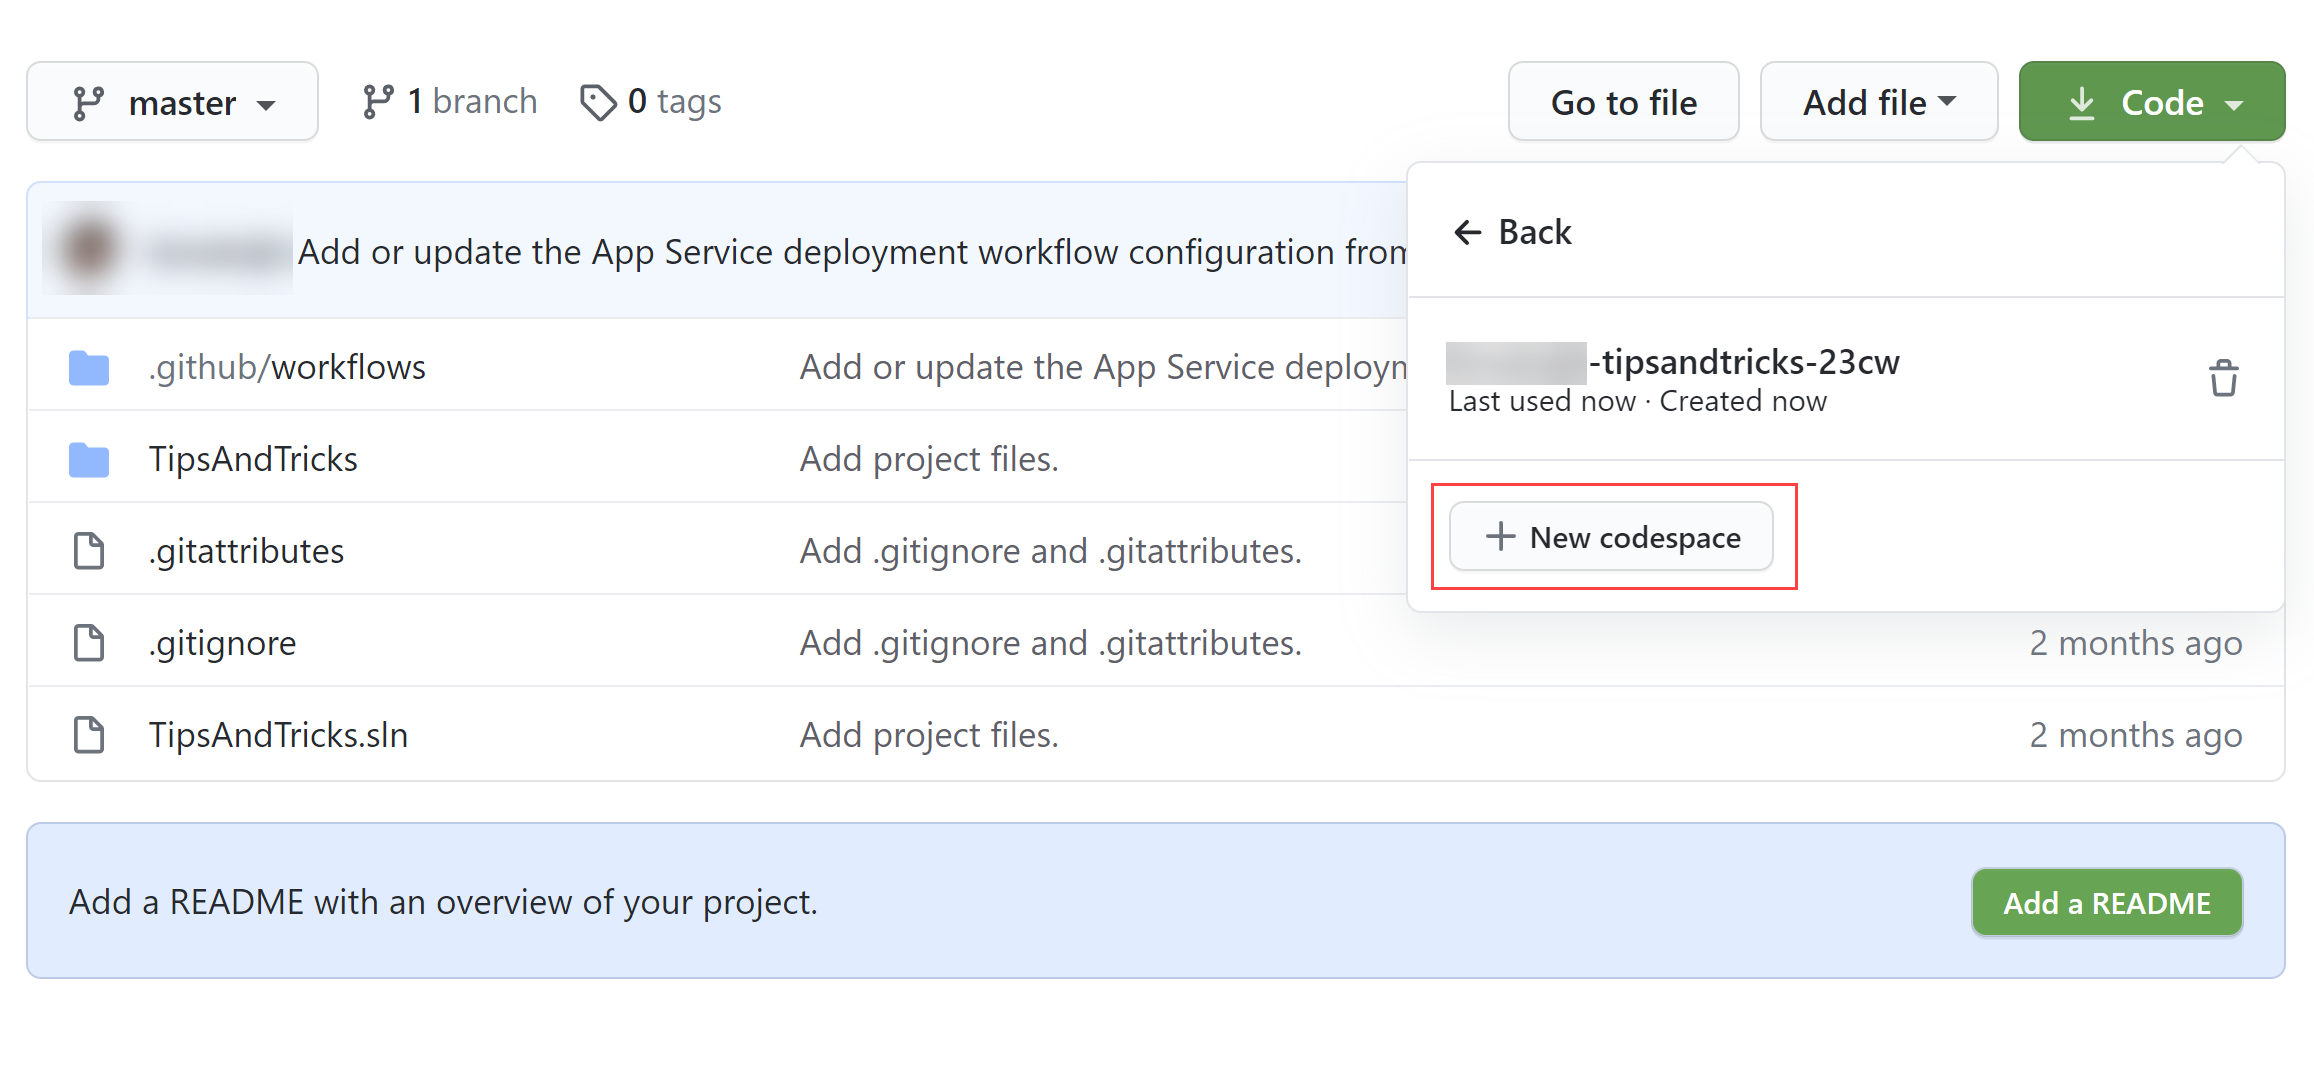 master 1 branch 0 tags Go to file Add file Code
Back
Add or update the App Service deployment workflow configuration from
-tipsandtricks-23cw
Last used now · Created now
New codespace
.github/workflows Add or update the App Service deploym
TipsAndTricks Add project files.
.gitattributes Add .gitignore and .gitattributes.
.gitignore Add .gitignore and .gitattributes. 2 months ago
TipsAndTricks.sln Add project files. 2 months ago
Add a README with an overview of your project. Add a README